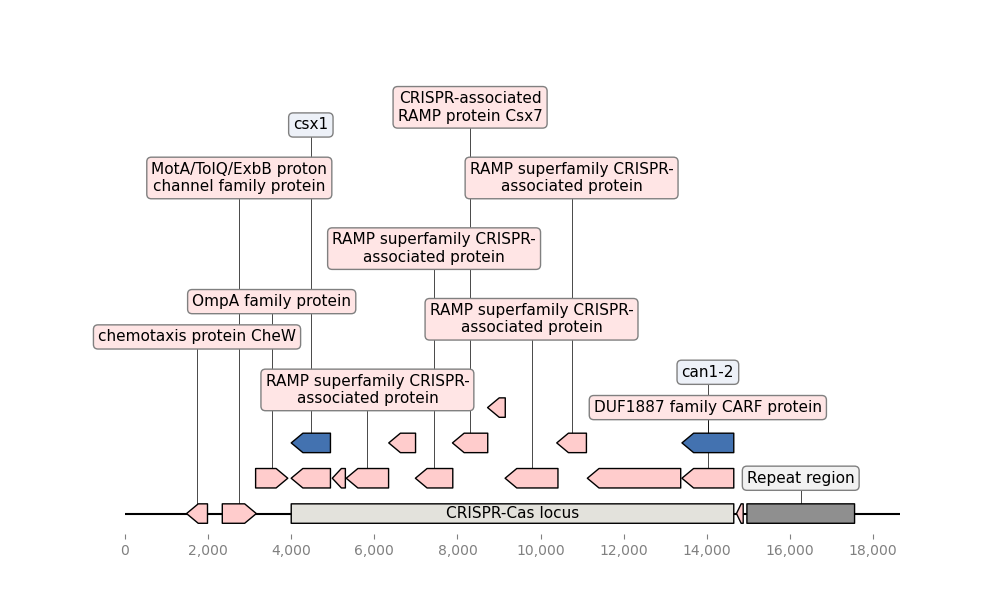 CRISPR-associated
RAMP protein Csx7
csx1
MotA/TolQ/ExbB proton
channel family protein
RAMP superfamily CRISPR-
associated protein
RAMP superfamily CRISPR-
associated protein
OmpA family protein
RAMP superfamily CRISPR-
associated protein
chemotaxis protein CheW
can1-2
RAMP superfamily CRISPR-
associated protein
DUF1887 family CARF protein
Repeat region
CRISPR-Cas locus
0 2,000 4,000 6,000 8,000 10,000 12,000 14,000 16,000 18,000